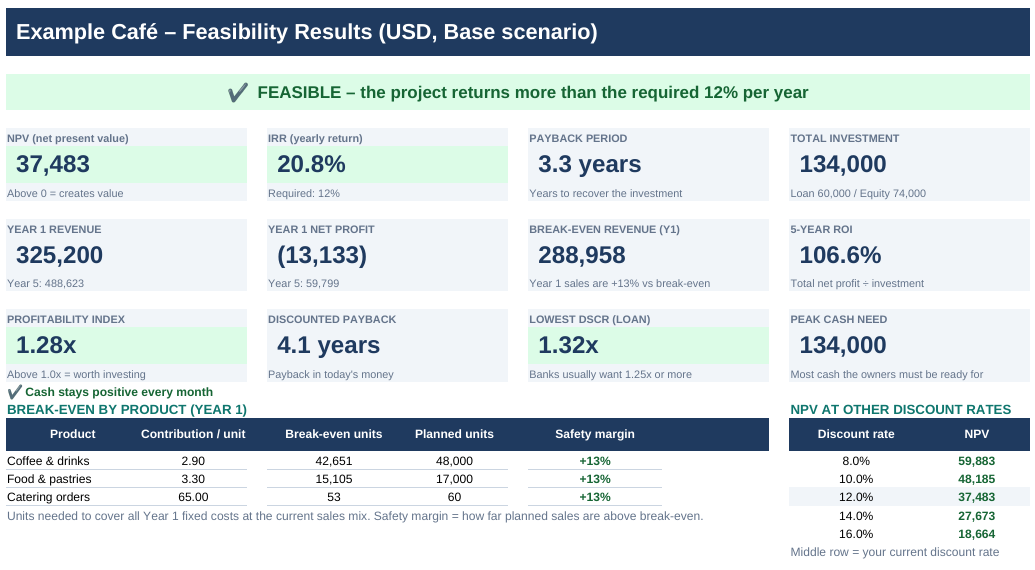 Example Café – Feasibility Results (USD, Base scenario)
✔ FEASIBLE – the project returns more than the required 12% per year
NPV (net present value) IRR (yearly return) PAYBACK PERIOD TOTAL INVESTMENT
37,483 20.8% 3.3 years 134,000
Above 0 = creates value Required: 12% Years to recover the investment Loan 60,000 / Equity 74,000
YEAR 1 REVENUE YEAR 1 NET PROFIT BREAK-EVEN REVENUE (Y1) 5-YEAR ROI
325,200 (13,133) 288,958 106.6%
Year 5: 488,623 Year 5: 59,799 Year 1 sales are +13% vs break-even Total net profit ÷ investment
PROFITABILITY INDEX DISCOUNTED PAYBACK LOWEST DSCR (LOAN) PEAK CASH NEED
1.28x 4.1 years 1.32x 134,000
Above 1.0x = worth investing Payback in today's money Banks usually want 1.25x or more Most cash the owners must be ready for
✔ Cash stays positive every month
BREAK-EVEN BY PRODUCT (YEAR 1) NPV AT OTHER DISCOUNT RATES
Product Contribution / unit Break-even units Planned units Safety margin Discount rate NPV
Coffee & drinks 2.90 42,651 48,000 +13% 8.0% 59,883
Food & pastries 3.30 15,105 17,000 +13% 10.0% 48,185
Catering orders 65.00 53 60 +13% 12.0% 37,483
Units needed to cover all Year 1 fixed costs at the current sales mix. Safety margin = how far planned sales are above break-even. 14.0% 27,673
16.0% 18,664
Middle row = your current discount rate